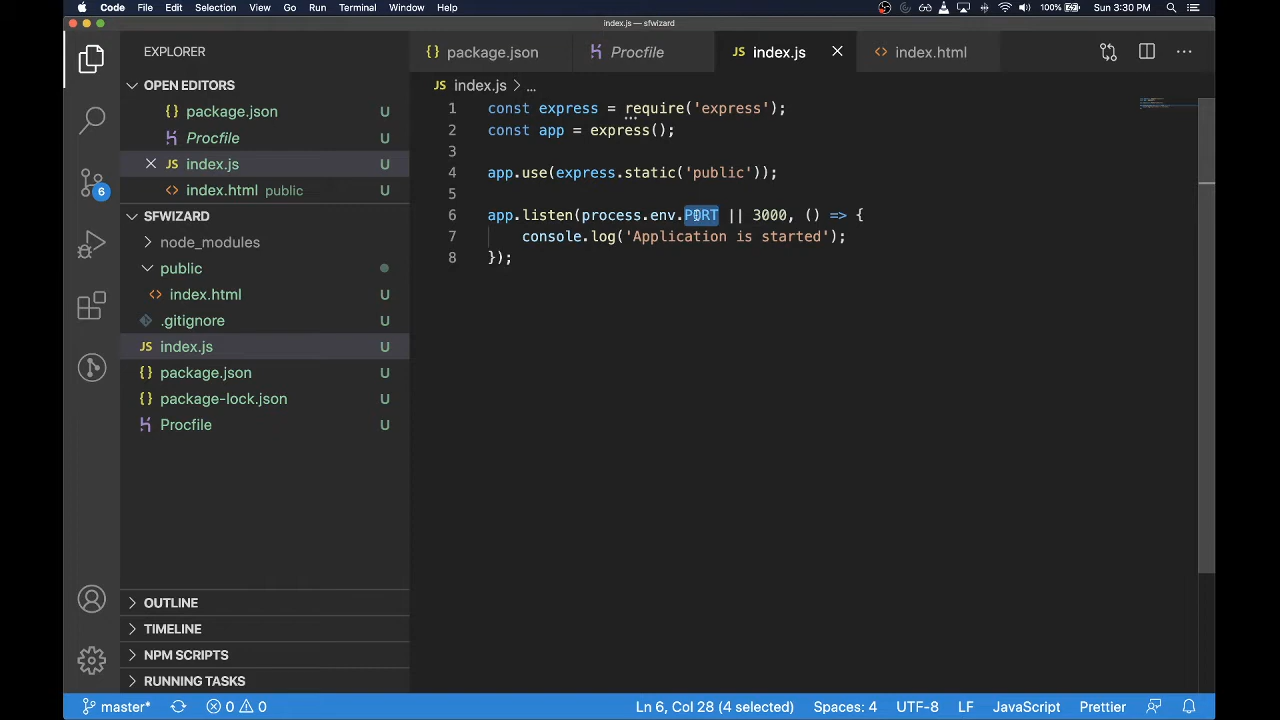 Code File Edit Selection View Go Run Terminal Window Help 100% Sun 3:30 PM
index.js — sfwizard
EXPLORER
OPEN EDITORS
package.json U
Procfile U
JS index.js U
index.html public U
SFWIZARD
node_modules
public
index.html U
.gitignore U
JS index.js U
package.json U
package-lock.json U
Procfile U
OUTLINE
TIMELINE
NPM SCRIPTS
RUNNING TASKS
6
{} package.json Procfile JS index.js index.html
JS index.js > ...
1 const express = require('express');
2 const app = express();
3
4 app.use(express.static('public'));
5
6 app.listen(process.env.PORT || 3000, () => {
7 console.log('Application is started');
8 });
master* 0 0 Ln 6, Col 28 (4 selected) Spaces: 4 UTF-8 LF JavaScript Prettier